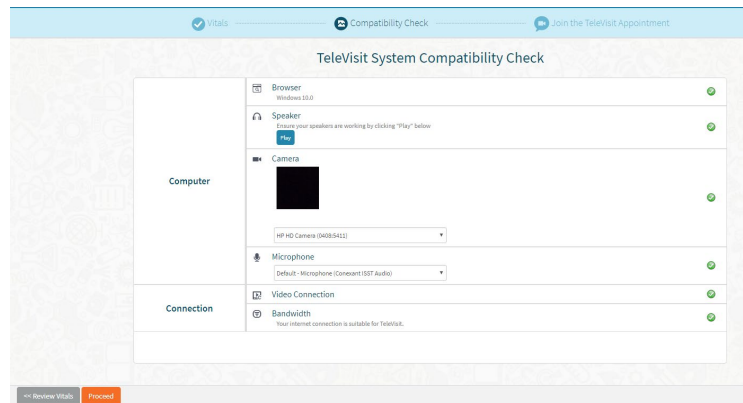 Vitals
Compatibility Check
Join the TeleVisit Appointment
TeleVisit System Compatibility Check
Computer
Browser
Windows 10.0
Speaker
Ensure your speakers are working by clicking "Play" below
Play
Camera
HP HD Camera (0408:5411)
Microphone
Default - Microphone (Conexant ISST Audio)
Connection
Video Connection
Bandwidth
Your internet connection is suitable for TeleVisit.
<< Review Vitals
Proceed